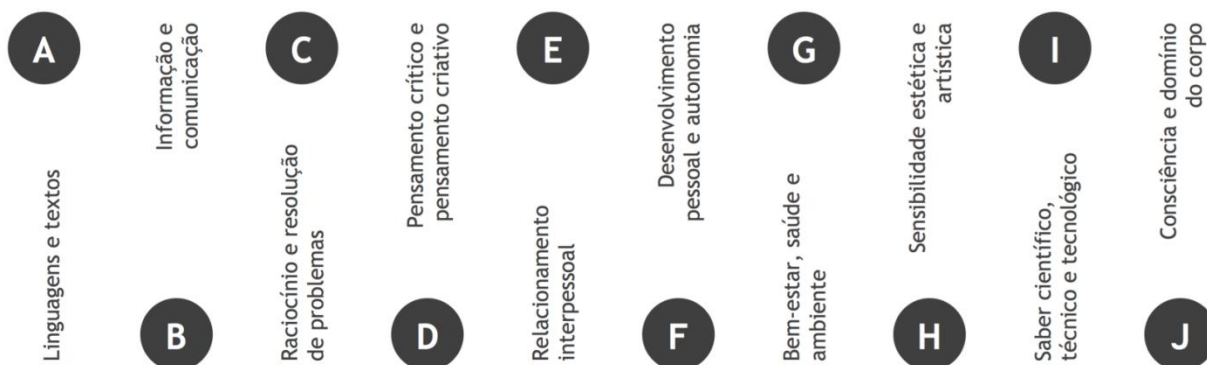 A
Linguagens e textos
Informação e
comunicação
B
C
Raciocínio e resolução
de problemas
Pensamento crítico e
pensamento criativo
D
E
Relacionamento
interpessoal
Desenvolvimento
pessoal e autonomia
F
G
Bem-estar, saúde e
ambiente
Sensibilidade estética e
artística
H
I
Saber científico,
técnico e tecnológico
Consciência e domínio
do corpo
J